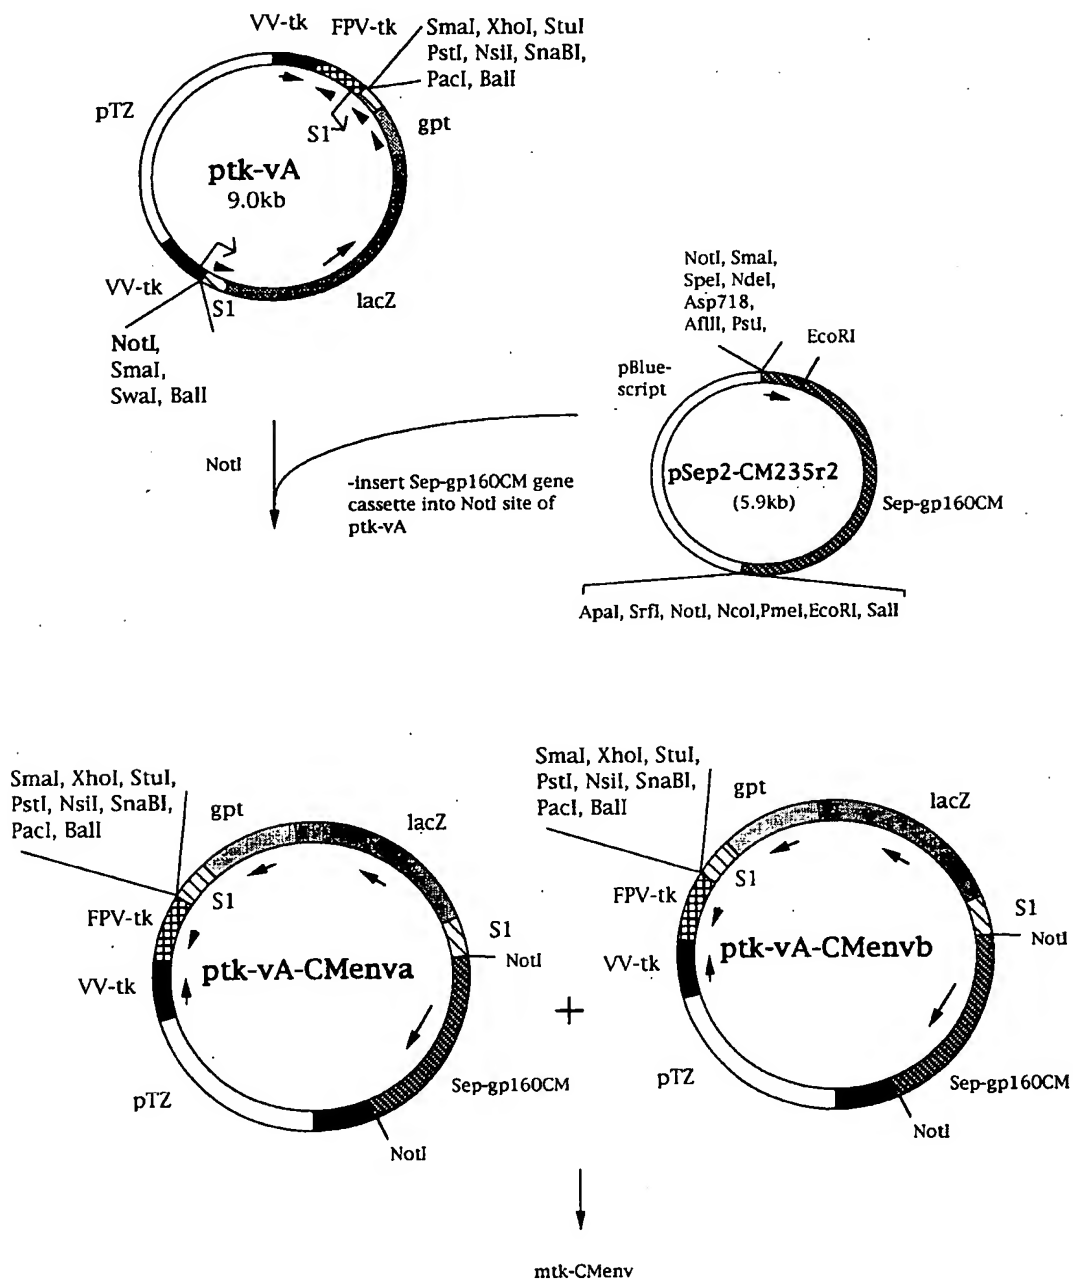 VV-tk FPV-tk
SmaI, XhoI, StuI
PstI, NsiI, SnaBI,
PacI, BalI
pTZ
S1
gpt
ptk-vA
9.0kb
VV-tk
S1
lacZ
NotI,
SmaI,
SwaI, BalI
NotI, SmaI,
SpeI, NdeI,
Asp718,
AflII, PstI,
EcoRI
pBlue-
script
pSep2-CM235r2
(5.9kb)
Sep-gp160CM
ApaI, SrfI, NotI, NcoI,PmeI,EcoRI, SalI
NotI
-insert Sep-gp160CM gene
cassette into NotI site of
ptk-vA
SmaI, XhoI, StuI,
PstI, NsiI, SnaBI,
PacI, BalI
gpt
lacZ
FPV-tk
S1
S1
NotI
VV-tk
ptk-vA-CMenva
pTZ
Sep-gp160CM
NotI
+
SmaI, XhoI, StuI,
PstI, NsiI, SnaBI,
PacI, BalI
gpt
lacZ
FPV-tk
S1
S1
NotI
VV-tk
ptk-vA-CMenvb
pTZ
Sep-gp160CM
NotI
mtk-CMenv